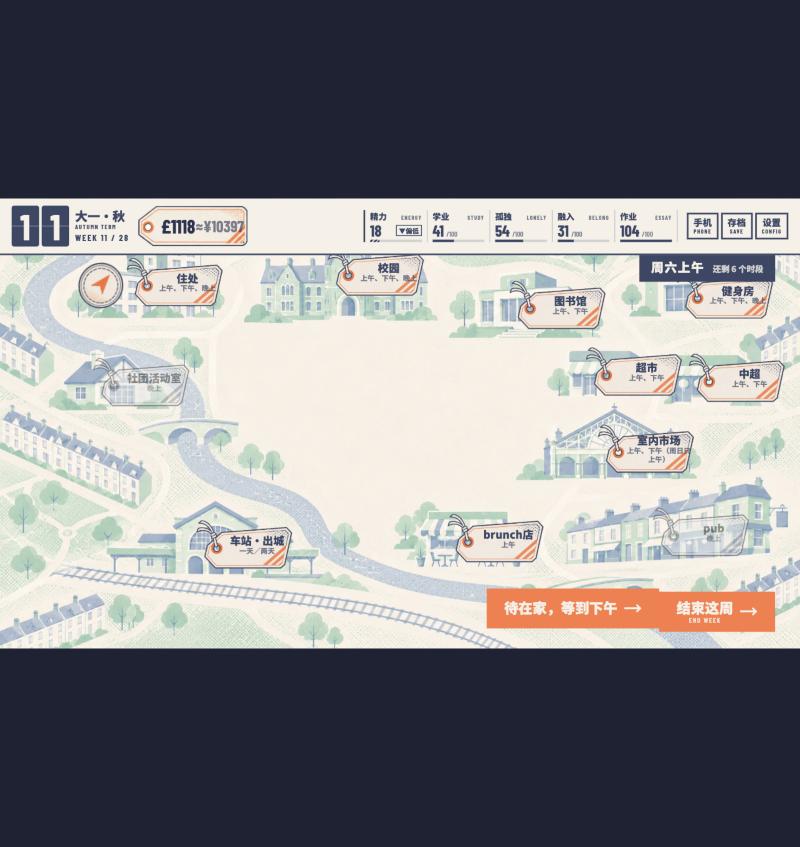 11
大一·秋
AUTUMN TERM
WEEK 11 / 28
£1118≈¥10397
精力 ENERGY
18 ▼偏低
学业 STUDY
41 /100
孤独 LONELY
54 /100
融入 BELONG
31 /100
作业 ESSAY
104 /100
手机
PHONE
存档
SAVE
设置
CONFIG
周六上午 还剩 6 个时段
住处
上午、下午、晚上
校园
上午、下午、晚上
图书馆
上午、下午
健身房
上午、下午、晚上
社团活动室
晚上
超市
上午、下午
中超
上午、下午
室内市场
上午、下午（周日仅
上午）
车站·出城
一天／两天
brunch店
上午
pub
晚上
待在家，等到下午 →
结束这周 →
END WEEK